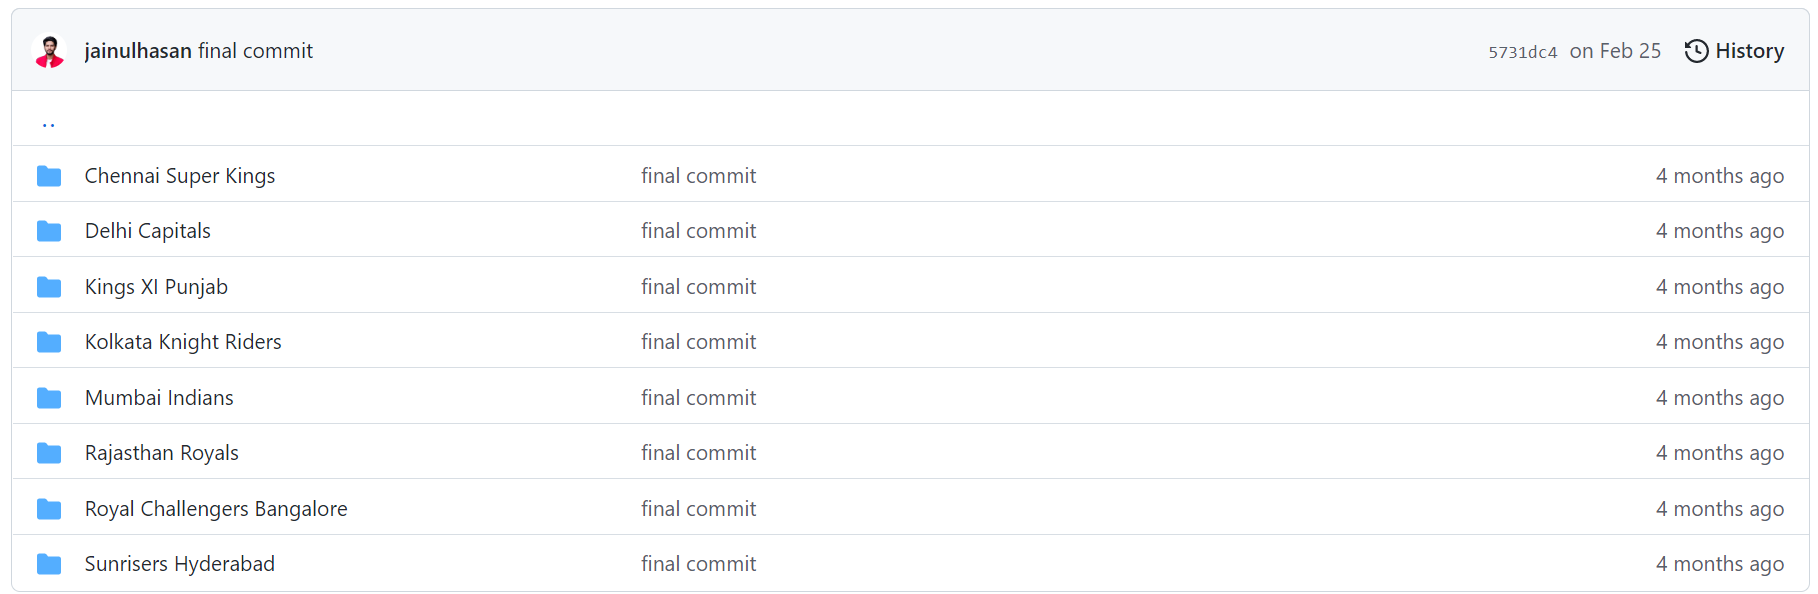 jainulhasan final commit 5731dc4 on Feb 25 History
..
Chennai Super Kings final commit 4 months ago
Delhi Capitals final commit 4 months ago
Kings XI Punjab final commit 4 months ago
Kolkata Knight Riders final commit 4 months ago
Mumbai Indians final commit 4 months ago
Rajasthan Royals final commit 4 months ago
Royal Challengers Bangalore final commit 4 months ago
Sunrisers Hyderabad final commit 4 months ago